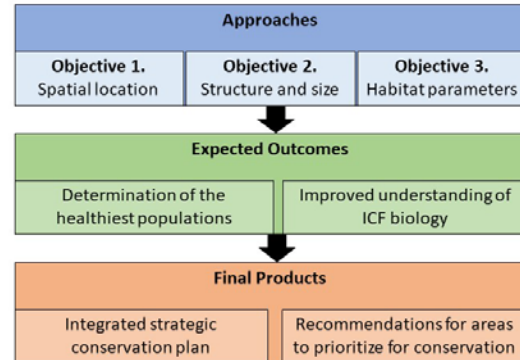 Approaches
Objective 1.
Spatial location
Objective 2.
Structure and size
Objective 3.
Habitat parameters
Expected Outcomes
Determination of the
healthiest populations
Improved understanding of
ICF biology
Final Products
Integrated strategic
conservation plan
Recommendations for areas
to prioritize for conservation